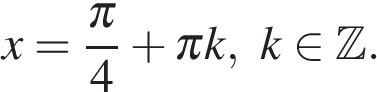 x = π/4 + πk, k ∈ ℤ.